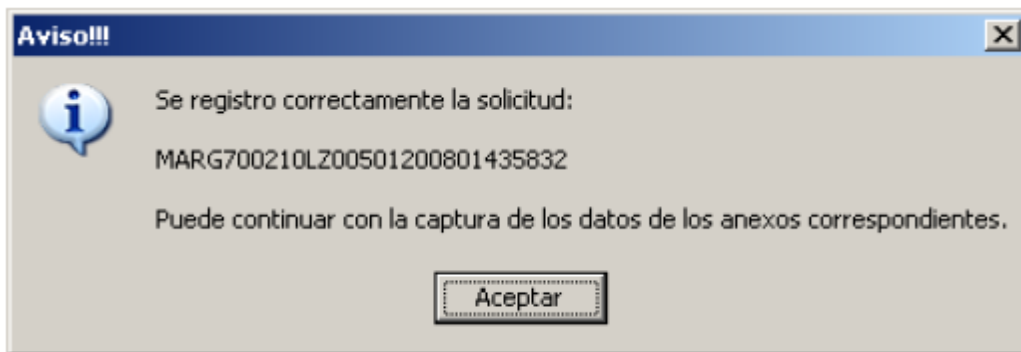 Aviso!!!
Se registro correctamente la solicitud:
MARG700210LZ00501200801435832
Puede continuar con la captura de los datos de los anexos correspondientes.
Aceptar